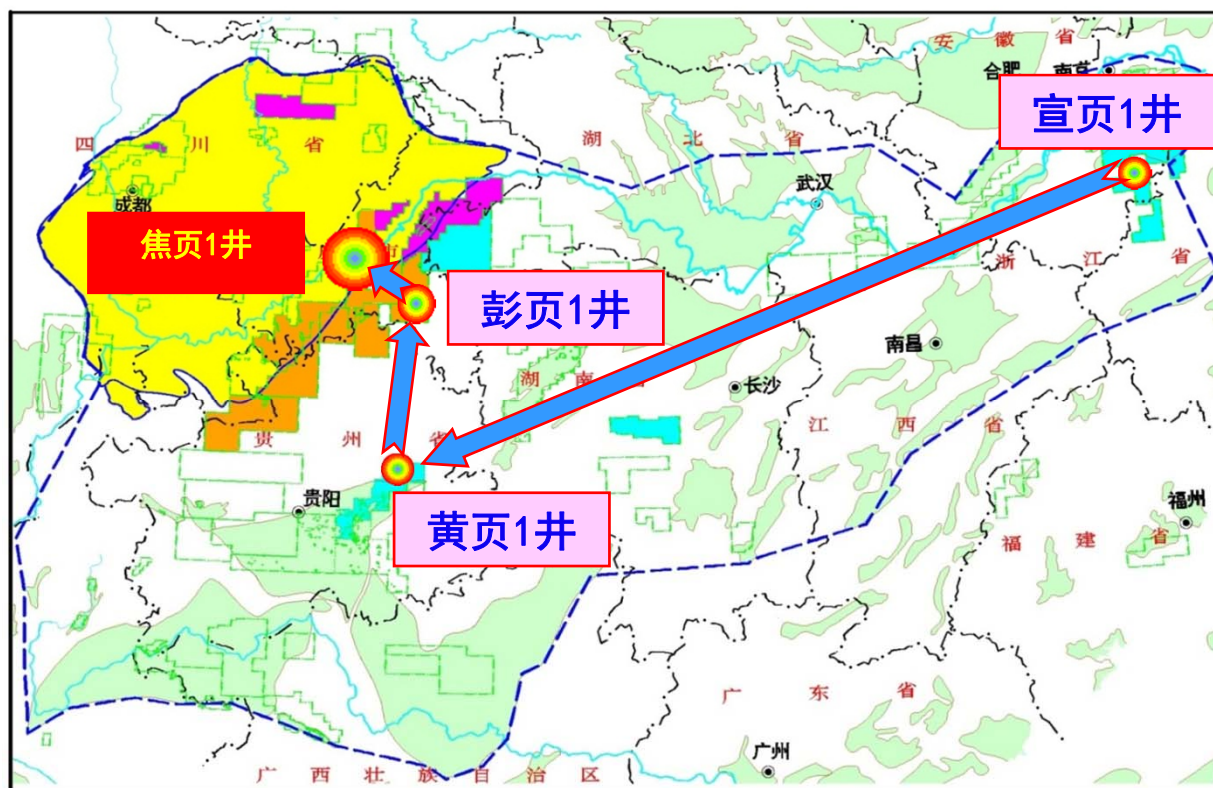 安徽省
合肥
南京
宣页1井
四川省
湖北省
成都
武汉
焦页1井
浙江省
彭页1井
南昌
湖南
长沙
江西省
贵州省
贵阳
黄页1井
福州
福建省
广东省
广州
广西壮族自治区